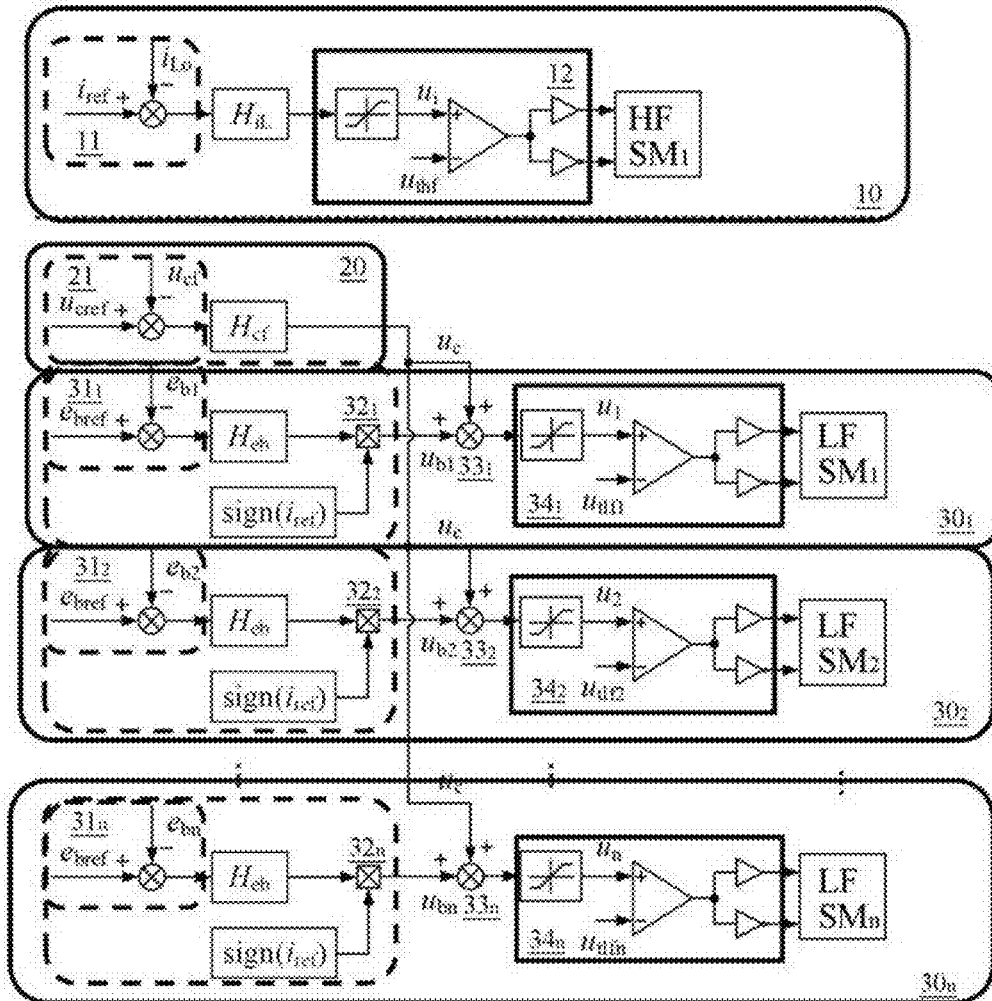 i_Lo
i_ref +
-
11
H_iL
12
u_i
+
-
u_thf
HF
SM_1
10
21
u_cf
u_cref +
-
H_cf
20
u_c
31_1
e_b1
e_bref +
-
H_eb
32_1
+
+
u_b1
33_1
u_1
+
-
34_1
LF
SM_1
sign(i_ref)
30_1
u_c
31_2
e_b2
e_bref +
-
H_eb
32_2
+
+
u_b2
33_2
u_2
+
-
34_2
u_tlf2
LF
SM_2
sign(i_ref)
30_2
u_c
31_n
e_bn
e_bref +
-
H_eb
32_n
+
+
u_bn
33_n
u_n
+
-
34_n
u_tlfn
LF
SM_n
sign(i_ref)
30_n